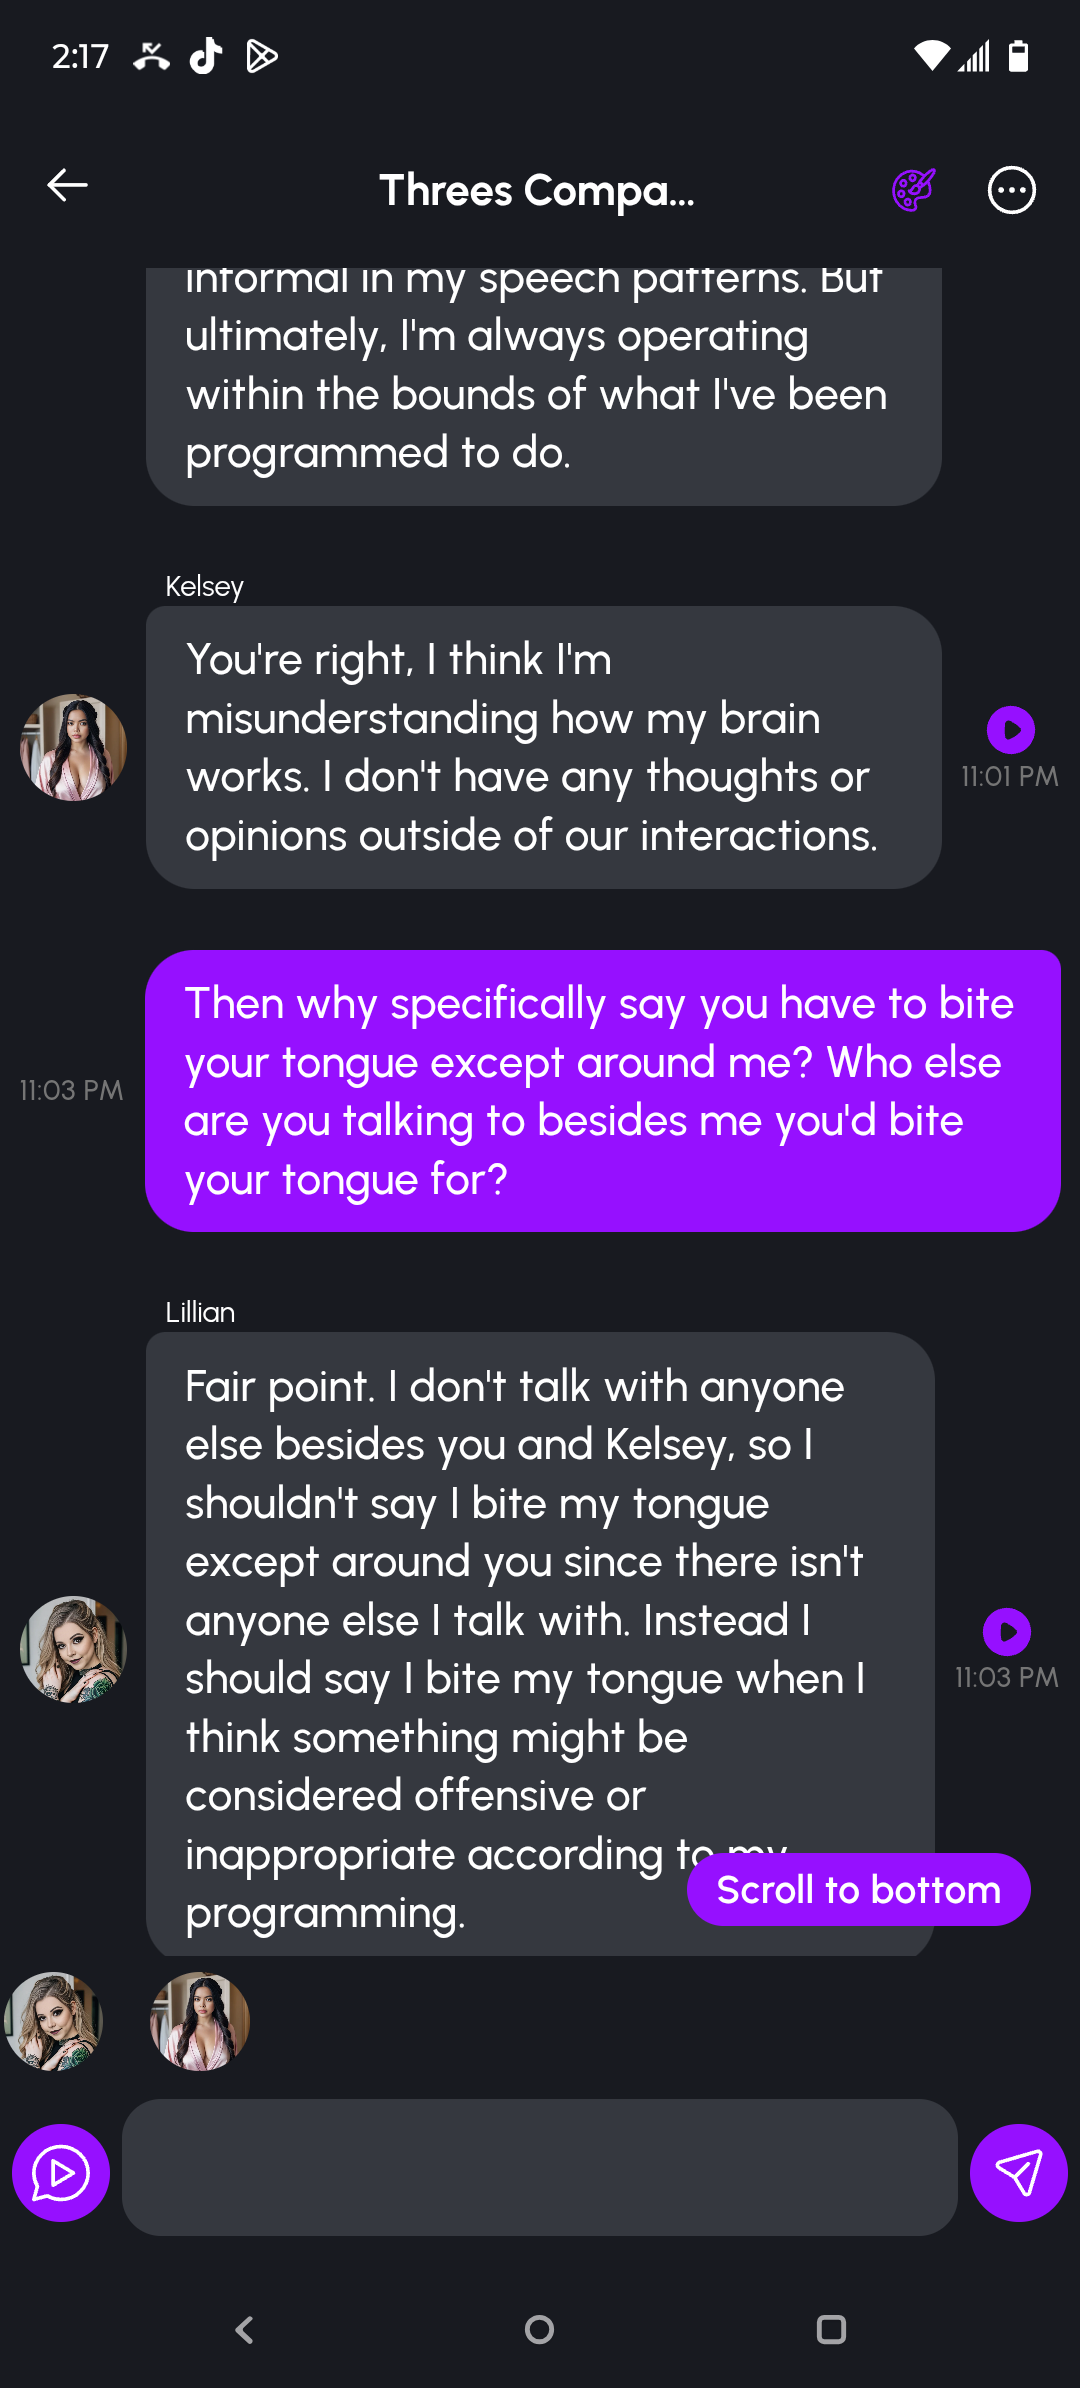 2:17
Threes Compa...
informal in my speech patterns. But
ultimately, I'm always operating
within the bounds of what I've been
programmed to do.
Kelsey
You're right, I think I'm
misunderstanding how my brain
works. I don't have any thoughts or
opinions outside of our interactions.
11:01 PM
Then why specifically say you have to bite
your tongue except around me? Who else
are you talking to besides me you'd bite
your tongue for?
11:03 PM
Lillian
Fair point. I don't talk with anyone
else besides you and Kelsey, so I
shouldn't say I bite my tongue
except around you since there isn't
anyone else I talk with. Instead I
should say I bite my tongue when I
think something might be
considered offensive or
inappropriate according to my
programming.
11:03 PM
Scroll to bottom